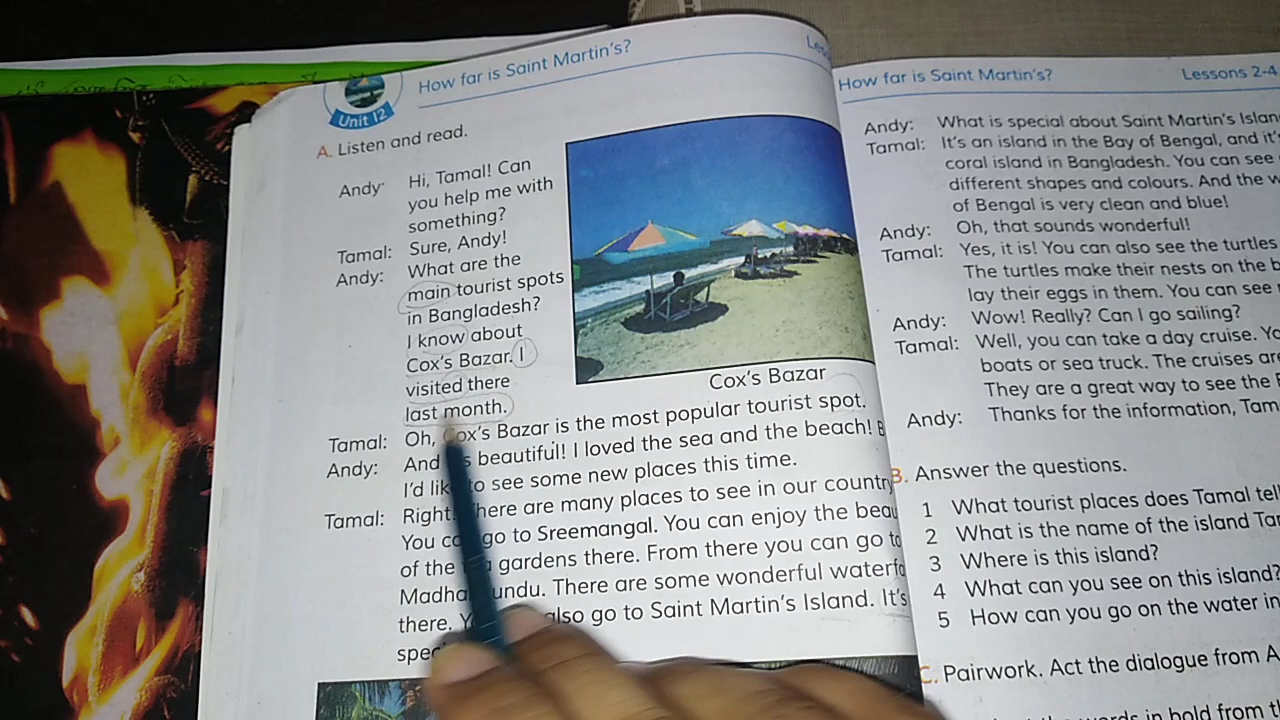 How far is Saint Martin's?
Unit 12
A. Listen and read.
Andy: Hi, Tamal! Can
you help me with
something?
Tamal: Sure, Andy!
Andy: What are the
main tourist spots
in Bangladesh?
I know about
Cox's Bazar. I
visited there
last month.
Cox's Bazar
Tamal: Oh, Cox's Bazar is the most popular tourist spot.
Andy: And beautiful! I loved the sea and the beach!
I'd like to see some new places this time.
Tamal: Right! There are many places to see in our country
You can go to Sreemangal. You can enjoy the
of the gardens there. From there you can go to
There are some wonderful
there. also go to Saint Martin's Island. It's
How far is Saint Martin's? Lessons 2-4
Andy: What is special about Saint Martin's
Tamal: It's an island in the Bay of Bengal, and
coral island in Bangladesh. You can see
different shapes and colours. And the
of Bengal is very clean and blue!
Andy: Oh, that sounds wonderful!
Tamal: Yes, it is! You can also see the turtles
The turtles make their nests on the
lay their eggs in them. You can see
Andy: Wow! Really? Can I go sailing?
Tamal: Well, you can take a day cruise.
boats or sea truck. The cruises
They are a great way to see the
Andy: Thanks for the information,
B. Answer the questions.
1 What tourist places does Tamal
2 What is the name of the island
3 Where is this island?
4 What can you see on this island?
5 How can you go on the water in
C. Pairwork. Act the dialogue from A
words in bold from